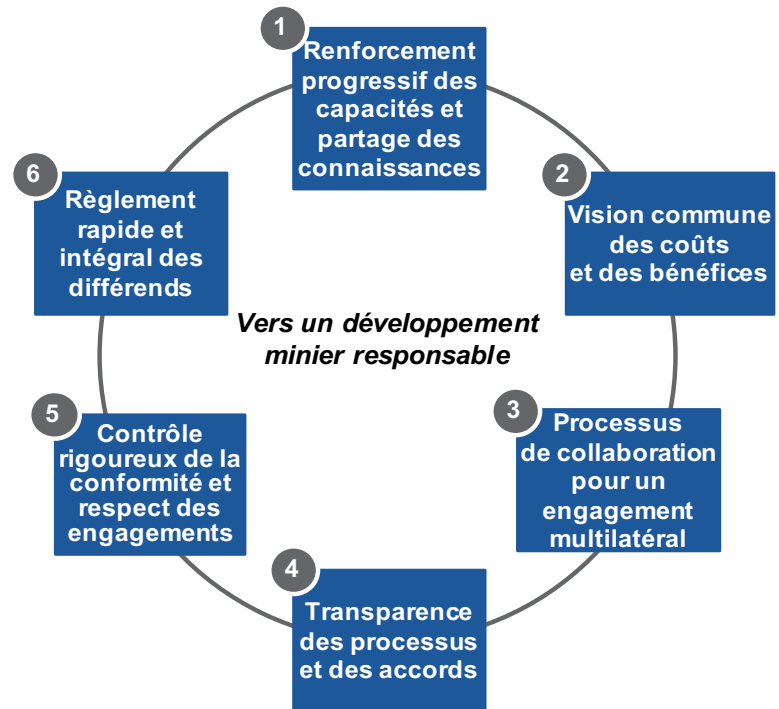 1
Renforcement
progressif des
capacités et
partage des
connaissances
2
Vision commune
des coûts
et des bénéfices
3
Processus
de collaboration
pour un
engagement
multilatéral
4
Transparence
des processus
et des accords
5
Contrôle
rigoureux de la
conformité et
respect des
engagements
6
Règlement
rapide et
intégral des
différends
Vers un développement
minier responsable